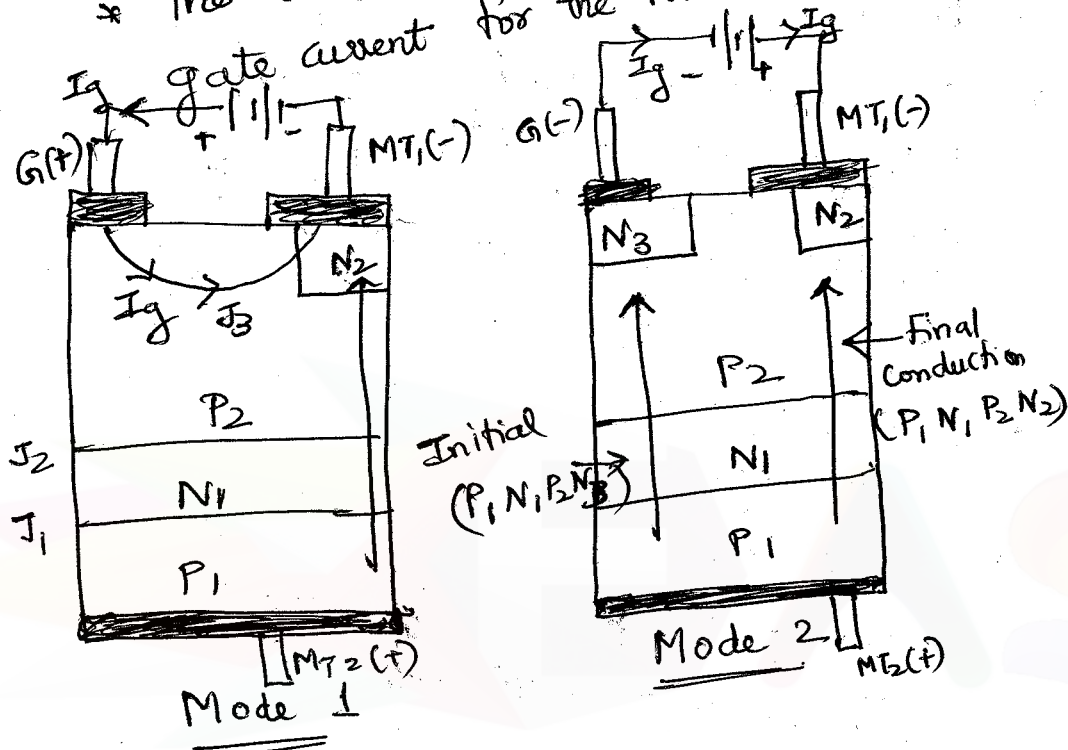 *
gate current for the
Ig
+ -
G(+)
MT1(-)
N2
Ig
J3
P2
J2
N1
J1
P1
MT2(+)
Mode 1
Ig
Ig - +
G(-)
MT1(-)
N3
N2
Final
conduction
(P1 N1 P2 N2)
P2
Initial
(P1 N1 P2 N3)
N1
P1
Mode 2
MT2(+)